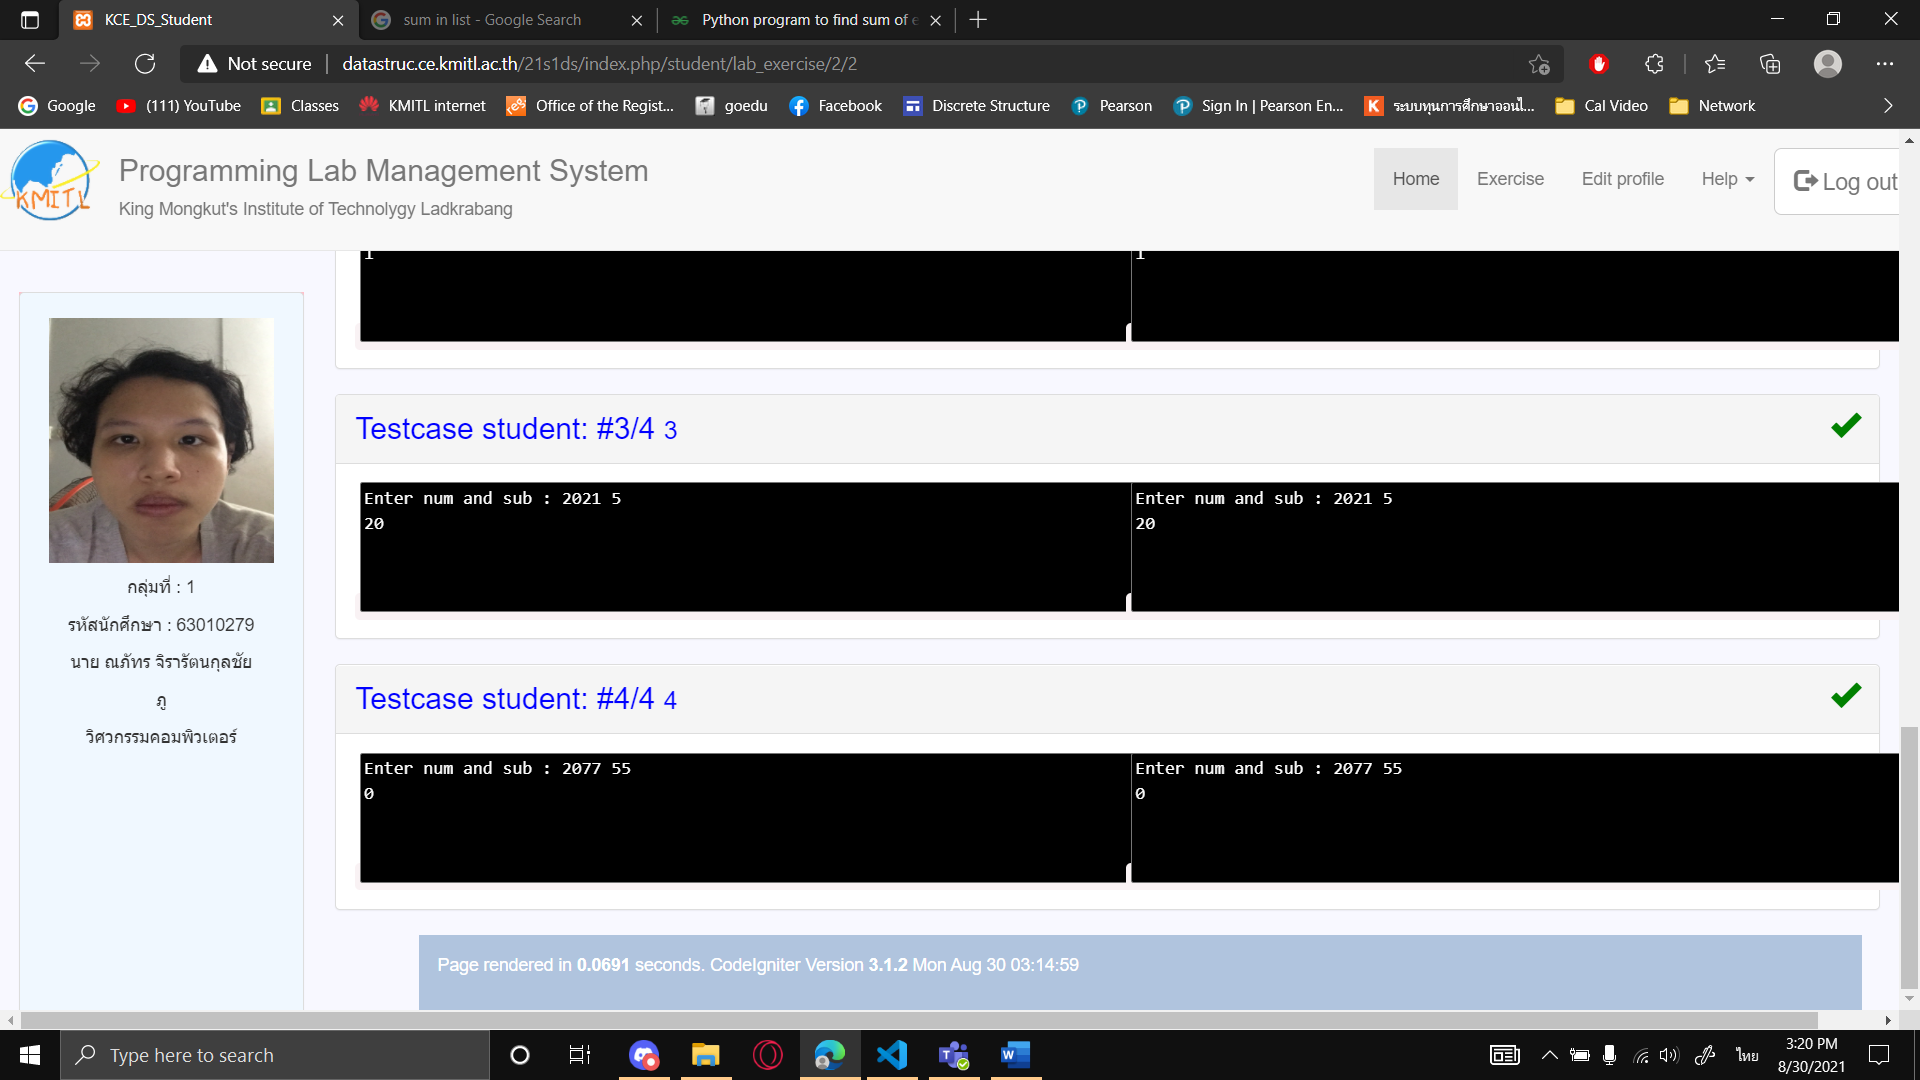 KCE_DS_Student
sum in list - Google Search
Python program to find sum of e
Not secure
datastruc.ce.kmitl.ac.th/21s1ds/index.php/student/lab_exercise/2/2
Google
(111) YouTube
Classes
KMITL internet
Office of the Regist...
goedu
Facebook
Discrete Structure
Pearson
Sign In | Pearson En...
ระบบทุนการศึกษาออนไ...
Cal Video
Network
KMITL
Programming Lab Management System
King Mongkut's Institute of Technolygy Ladkrabang
Home
Exercise
Edit profile
Help
Log out
1
1
กลุ่มที่ : 1
รหัสนักศึกษา : 63010279
นาย ณภัทร จิรารัตนกุลชัย
ภู
วิศวกรรมคอมพิวเตอร์
Testcase student: #3/4 3
Enter num and sub : 2021 5
20
Enter num and sub : 2021 5
20
Testcase student: #4/4 4
Enter num and sub : 2077 55
0
Enter num and sub : 2077 55
0
Page rendered in 0.0691 seconds. CodeIgniter Version 3.1.2 Mon Aug 30 03:14:59
Type here to search
ไทย
3:20 PM
8/30/2021